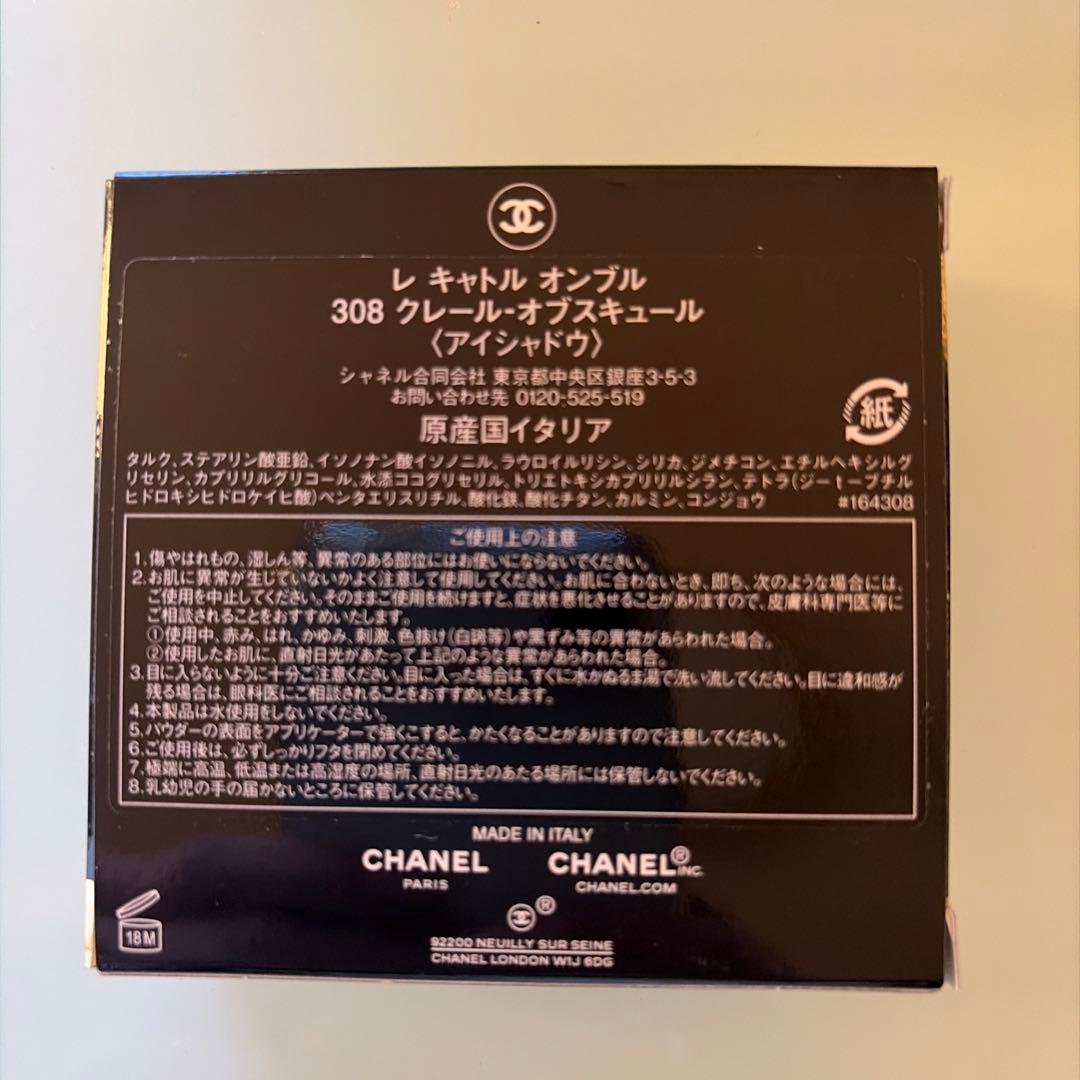 レ キャトル オンブル
308 クレール-オブスキュール
〈アイシャドウ〉
シャネル合同会社 東京都中央区銀座3-5-3
お問い合わせ先 0120-525-519
原産国イタリア
紙
タルク、ステアリン酸亜鉛、イソノナン酸イソノニル、ラウロイルリシン、シリカ、ジメチコン、エチルヘキシルグ
リセリン、カプリリルグリコール、水添ココグリセリル、トリエトキシカプリリルシラン、テトラ(ジーtーブチル
ヒドロキシヒドロケイヒ酸)ペンタエリスリチル、酸化鉄、酸化チタン、カルミン、コンジョウ #164308
ご使用上の注意
1.傷やはれもの、湿しん等、異常のある部位にはお使いにならないでください。
2.お肌に異常が生じていないかよく注意して使用してください。お肌に合わないとき、即ち、次のような場合には、
ご使用を中止してください。そのままご使用を続けますと、症状を悪化させることがありますので、皮膚科専門医等に
ご相談されることをおすすめいたします。
①使用中、赤み、はれ、かゆみ、刺激、色抜け(白斑等)や黒ずみ等の異常があらわれた場合。
②使用したお肌に、直射日光があたって上記のような異常があらわれた場合。
3.目に入らないように十分ご注意ください。目に入った場合は、すぐに水かぬるま湯で洗い流してください。目に違和感が
残る場合は、眼科医にご相談されることをおすすめいたします。
4.本製品は水使用をしないでください。
5.パウダーの表面をアプリケーターで強くこすると、かたくなることがありますので注意してください。
6.ご使用後は、必ずしっかりフタを閉めてください。
7.極端に高温、低温または高湿度の場所、直射日光のあたる場所には保管しないでください。
8.乳幼児の手の届かないところに保管してください。
MADE IN ITALY
CHANEL CHANEL® INC.
PARIS CHANEL.COM
®
18M
92200 NEUILLY SUR SEINE
CHANEL LONDON W1J 6DG